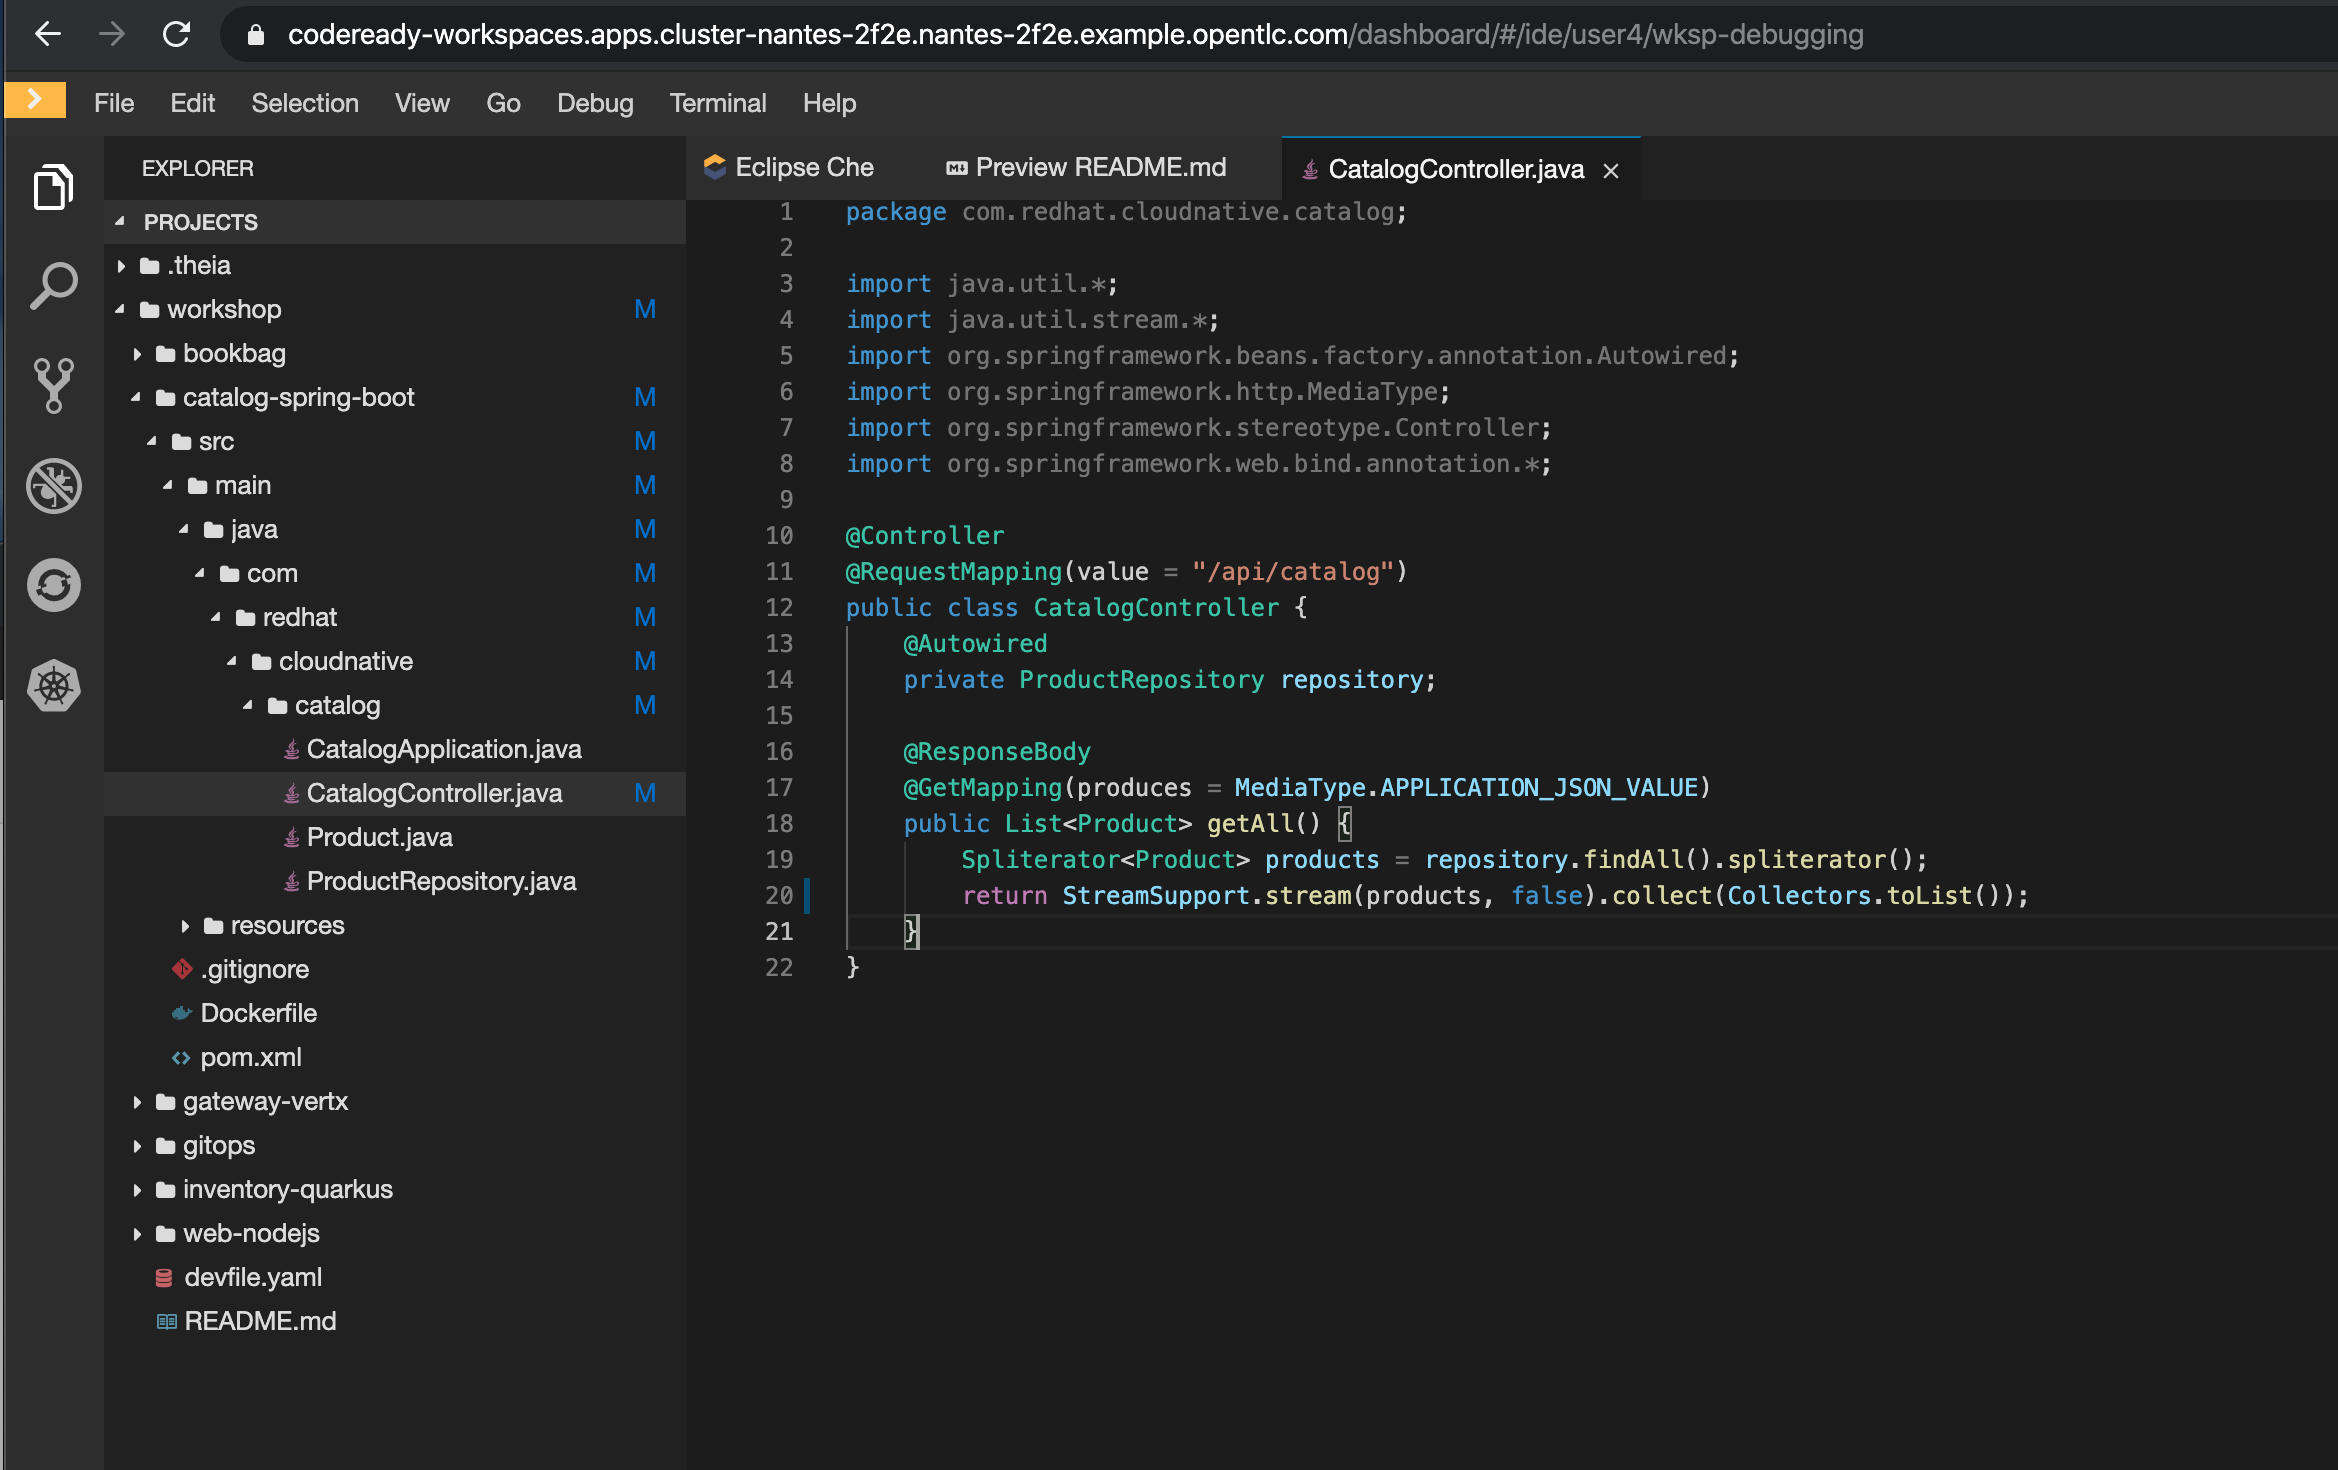 codeready-workspaces.apps.cluster-nantes-2f2e.nantes-2f2e.example.opentlc.com/dashboard/#/ide/user4/wksp-debugging
File Edit Selection View Go Debug Terminal Help
EXPLORER
PROJECTS
.theia
workshop M
bookbag
catalog-spring-boot M
src M
main M
java M
com M
redhat M
cloudnative M
catalog M
CatalogApplication.java
CatalogController.java M
Product.java
ProductRepository.java
resources
.gitignore
Dockerfile
pom.xml
gateway-vertx
gitops
inventory-quarkus
web-nodejs
devfile.yaml
README.md
Eclipse Che Preview README.md CatalogController.java ×
1 package com.redhat.cloudnative.catalog;
2
3 import java.util.*;
4 import java.util.stream.*;
5 import org.springframework.beans.factory.annotation.Autowired;
6 import org.springframework.http.MediaType;
7 import org.springframework.stereotype.Controller;
8 import org.springframework.web.bind.annotation.*;
9
10 @Controller
11 @RequestMapping(value = "/api/catalog")
12 public class CatalogController {
13     @Autowired
14     private ProductRepository repository;
15
16     @ResponseBody
17     @GetMapping(produces = MediaType.APPLICATION_JSON_VALUE)
18     public List<Product> getAll() {
19         Spliterator<Product> products = repository.findAll().spliterator();
20         return StreamSupport.stream(products, false).collect(Collectors.toList());
21     }
22 }